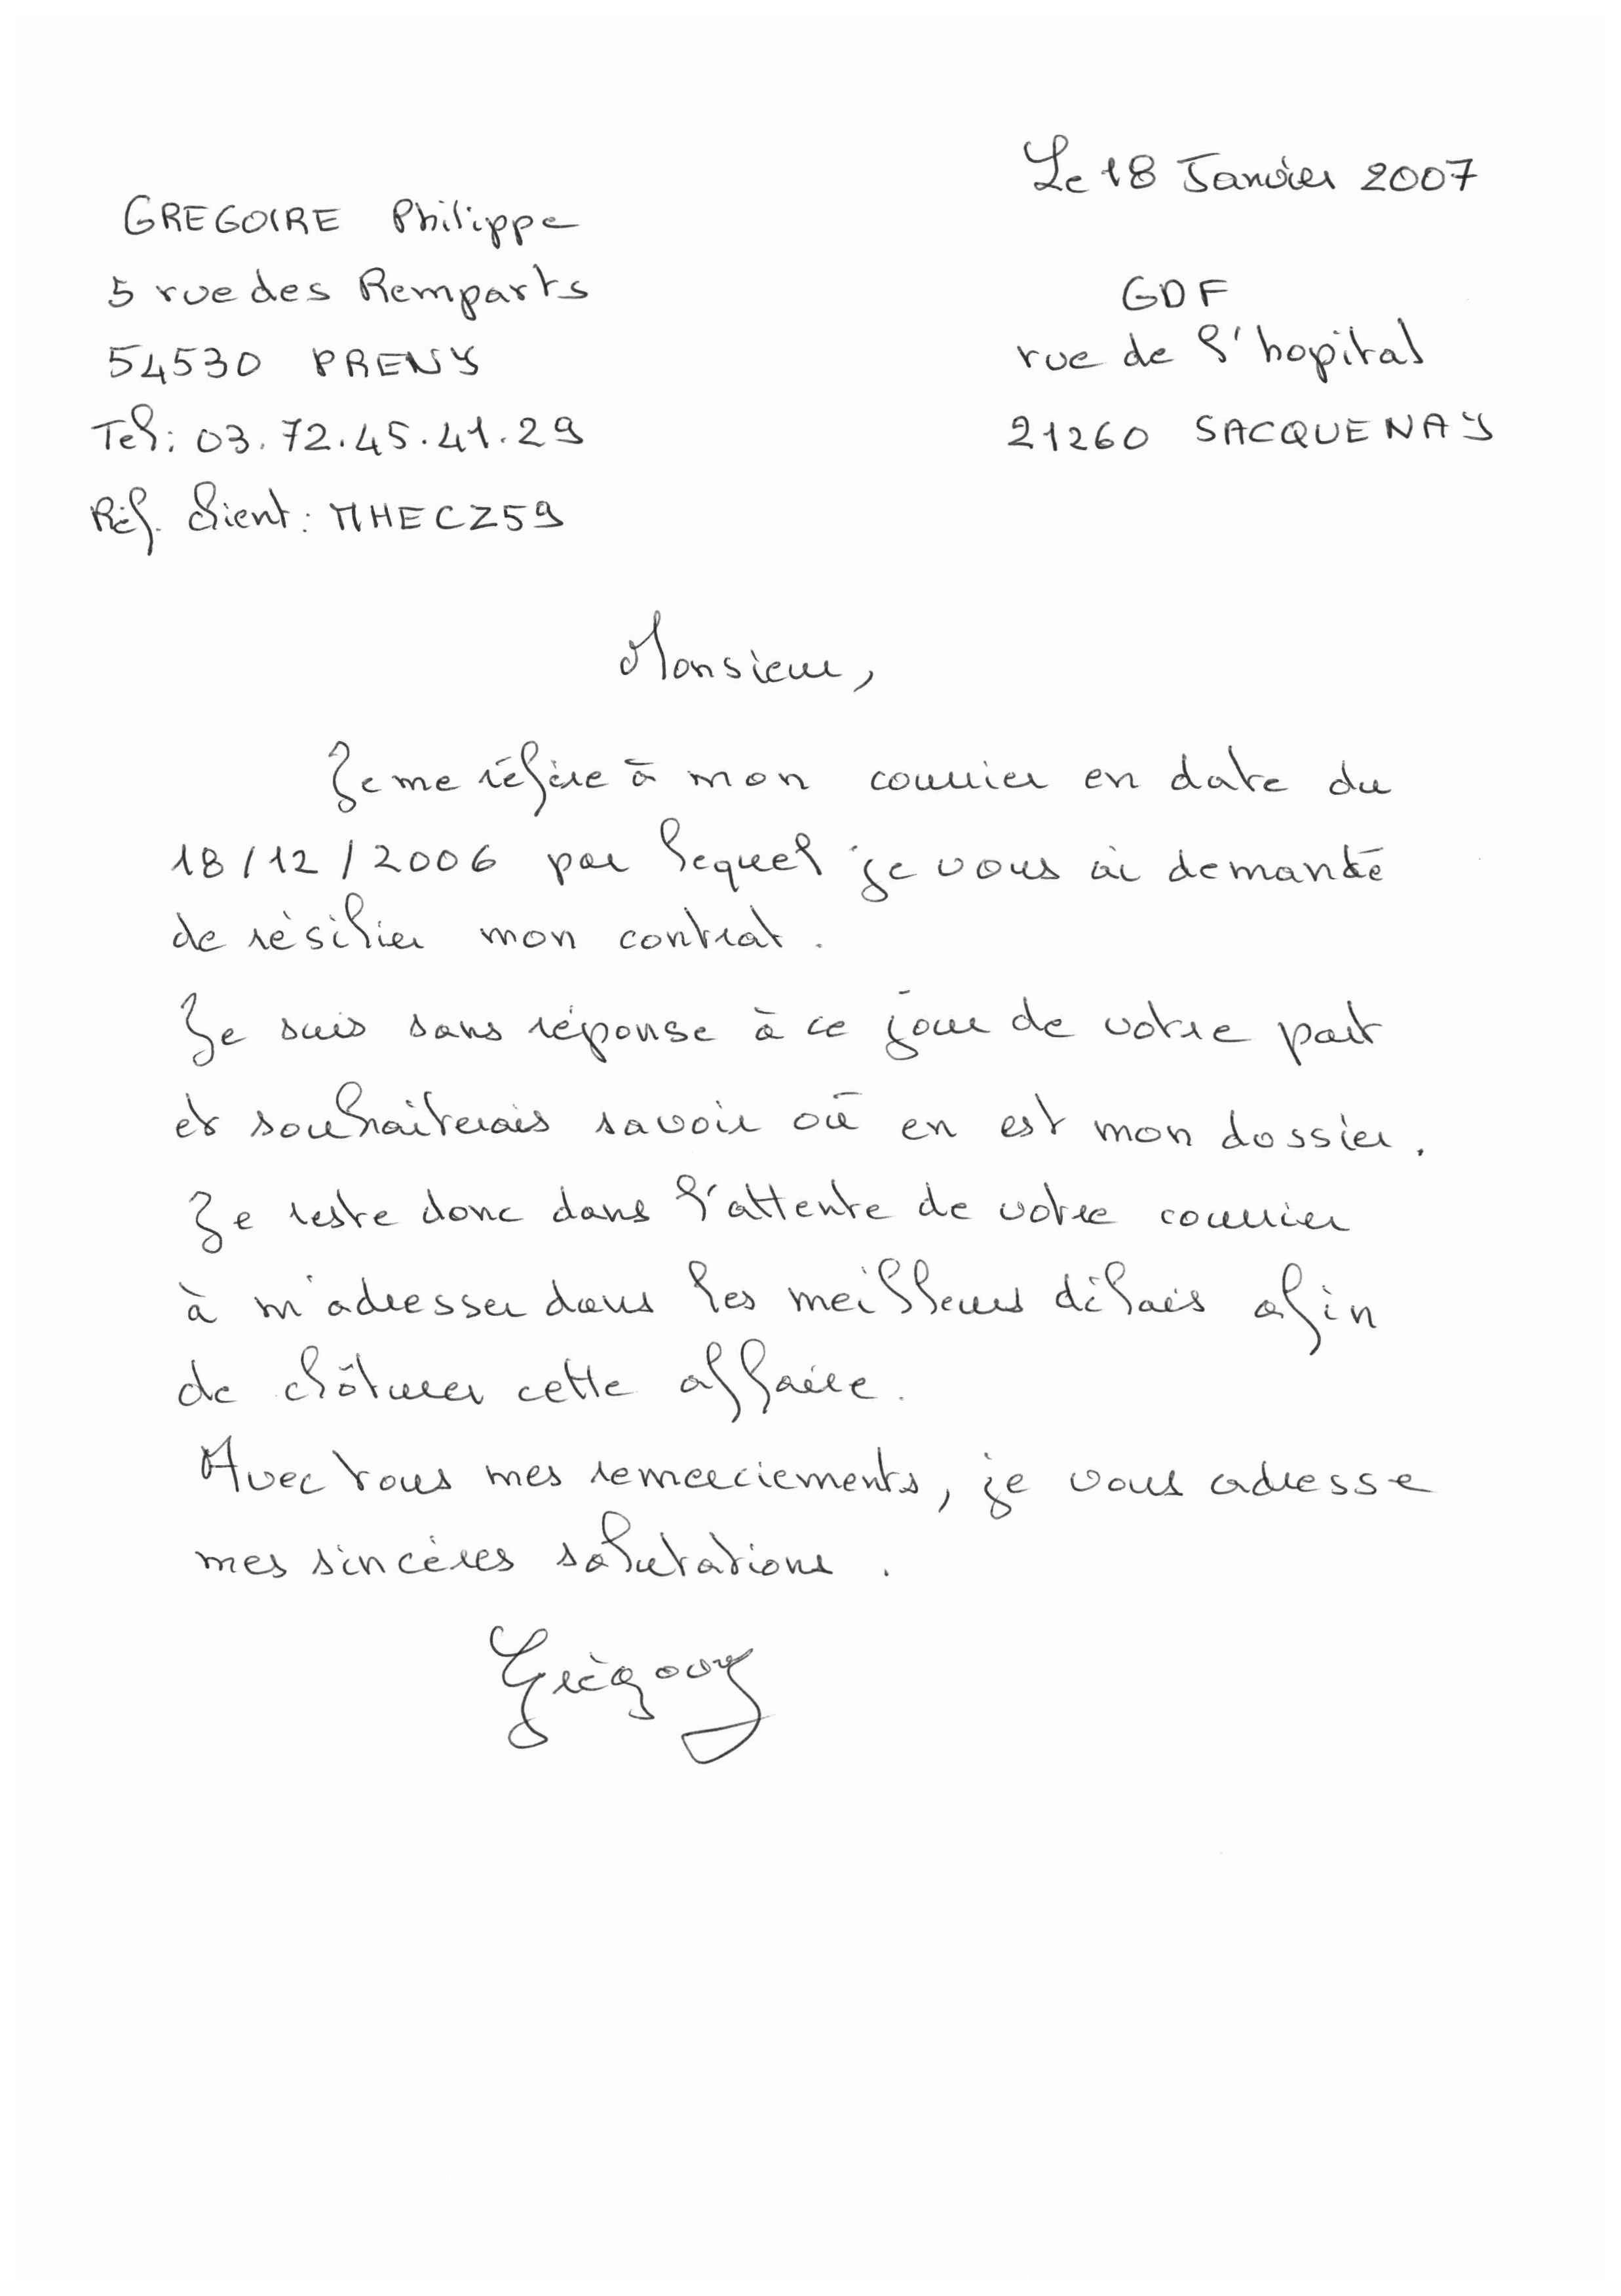 Le 18 Janvier 2007
GREGOIRE Philippe
5 rue des Remparts
54530 PRENY
Tel: 03.72.45.41.29
Réf. Client: MHECZ59
GDF
rue de l'hopital
21260 SACQUENAY
Monsieur,
Je me réfère à mon courrier en date du
18/12/2006 par lequel je vous ai demandé
de résilier mon contrat.
Je suis sans réponse à ce jour de votre part
et souhaiterais savoir où en est mon dossier.
Je reste donc dans l'attente de votre courrier
à m'adresser dans les meilleurs délais afin
de clôturer cette affaire.
Avec tous mes remerciements, je vous adresse
mes sincères salutations.